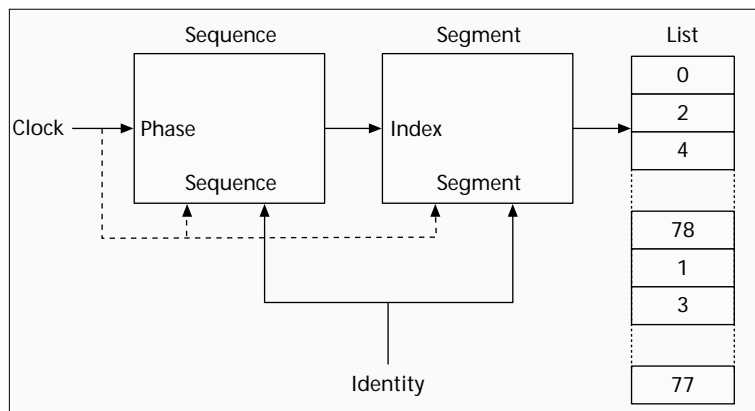 Sequence
Segment
List
Clock
Phase
Sequence
Index
Segment
Identity
0
2
4
78
1
3
77